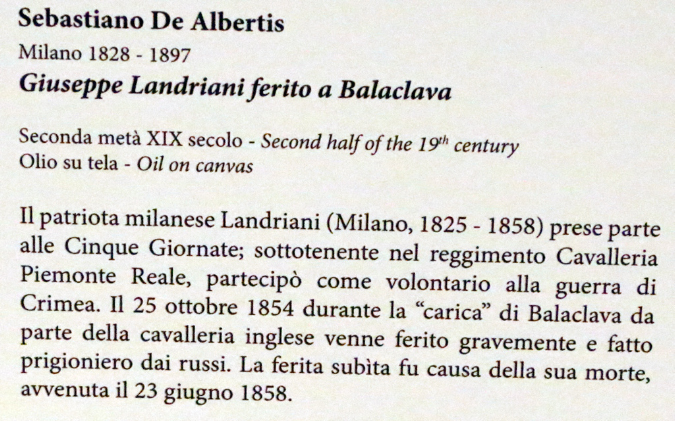 Sebastiano De Albertis
Milano 1828 - 1897
Giuseppe Landriani ferito a Balaclava
Seconda metà XIX secolo - Second half of the 19th century
Olio su tela - Oil on canvas
Il patriota milanese Landriani (Milano, 1825 - 1858) prese parte
alle Cinque Giornate; sottotenente nel reggimento Cavalleria
Piemonte Reale, partecipò come volontario alla guerra di
Crimea. Il 25 ottobre 1854 durante la “carica” di Balaclava da
parte della cavalleria inglese venne ferito gravemente e fatto
prigioniero dai russi. La ferita subìta fu causa della sua morte,
avvenuta il 23 giugno 1858.